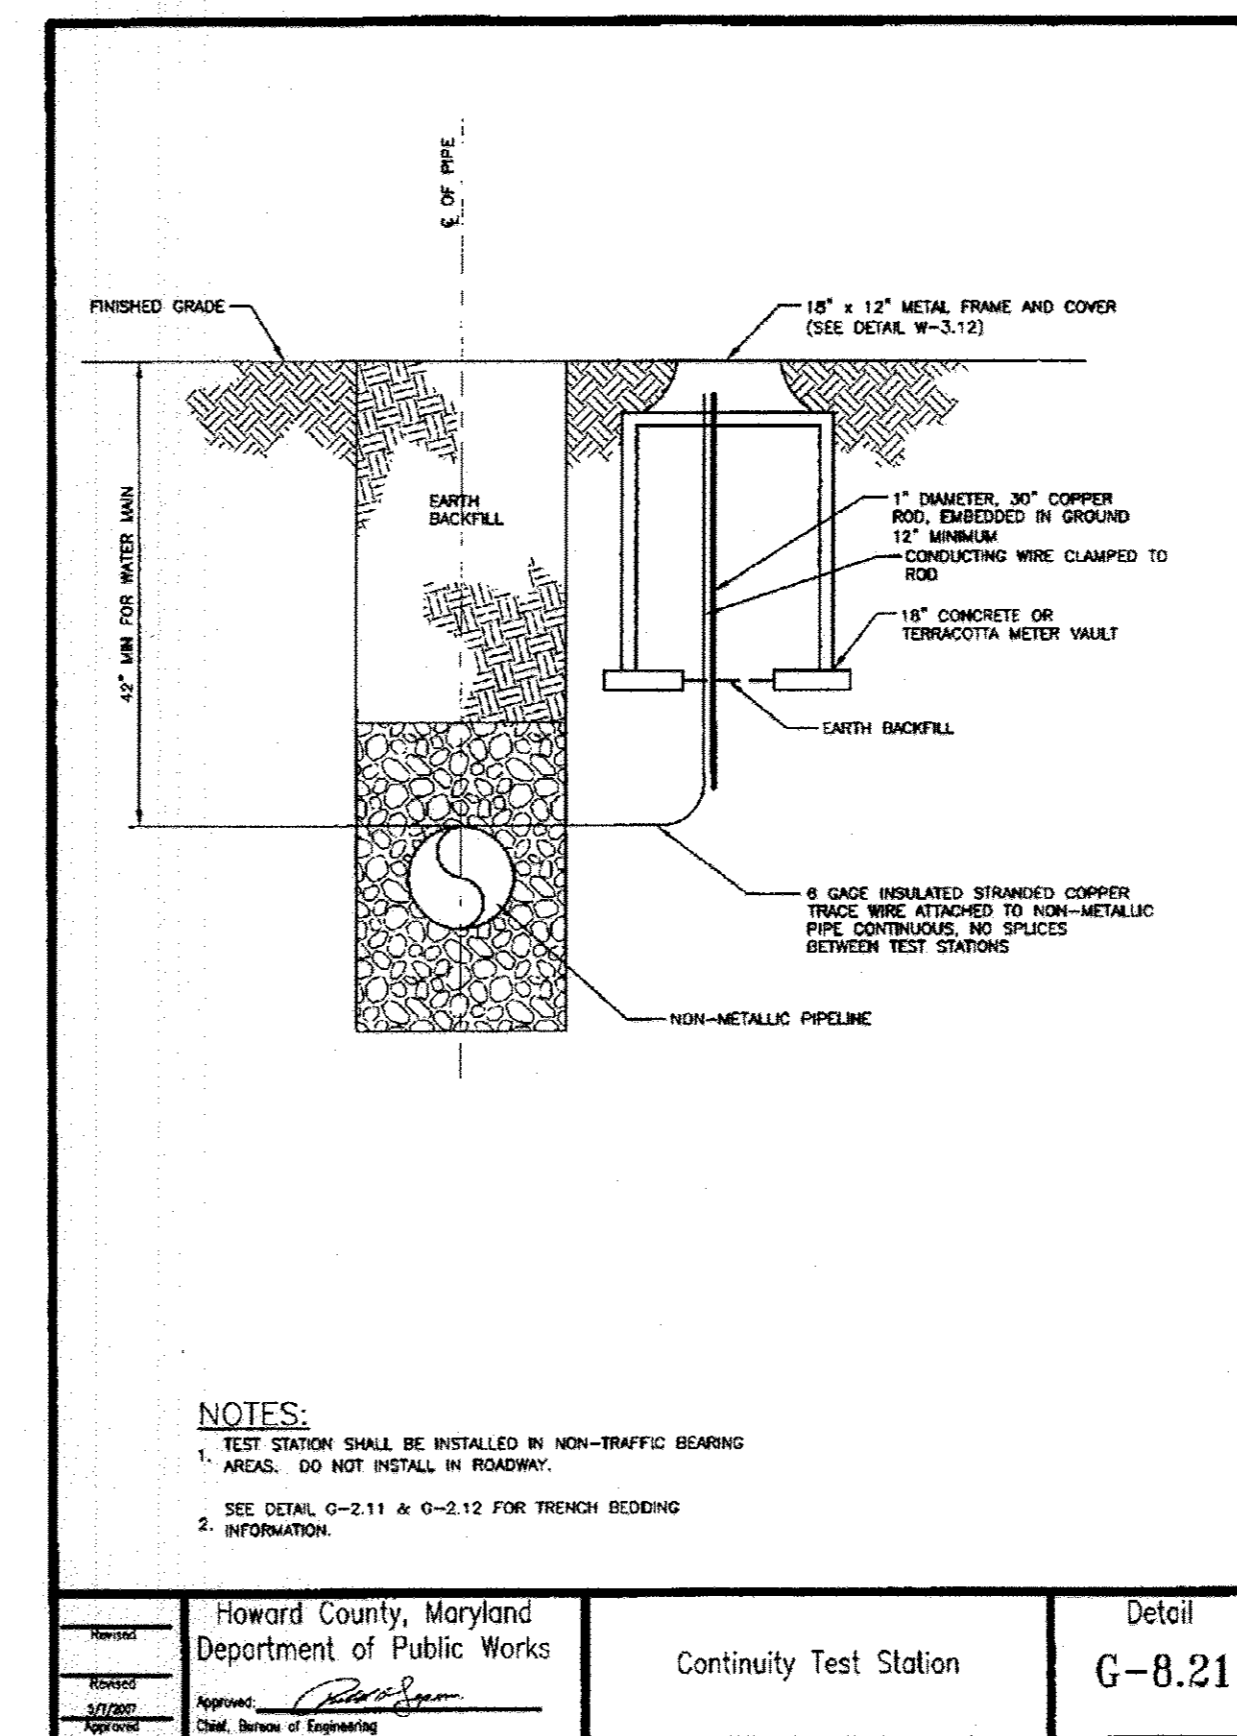 ℄ OF PIPE
FINISHED GRADE
18" x 12" METAL FRAME AND COVER
(SEE DETAIL W-3.12)
42" MIN FOR WATER MAIN
EARTH
BACKFILL
1" DIAMETER, 30" COPPER
ROD, EMBEDDED IN GROUND
12" MINIMUM
CONDUCTING WIRE CLAMPED TO
ROD
18" CONCRETE OR
TERRACOTTA METER VAULT
EARTH BACKFILL
6 GAGE INSULATED STRANDED COPPER
TRACE WIRE ATTACHED TO NON-METALLIC
PIPE CONTINUOUS, NO SPLICES
BETWEEN TEST STATIONS
NON-METALLIC PIPELINE
NOTES:
1. TEST STATION SHALL BE INSTALLED IN NON-TRAFFIC BEARING
AREAS. DO NOT INSTALL IN ROADWAY.
2. SEE DETAIL G-2.11 & G-2.12 FOR TRENCH BEDDING
INFORMATION.
Revised
Revised
5/7/2007
Approved
Howard County, Maryland
Department of Public Works
Approved:
Chief, Bureau of Engineering
Continuity Test Station
Detail
G-8.21